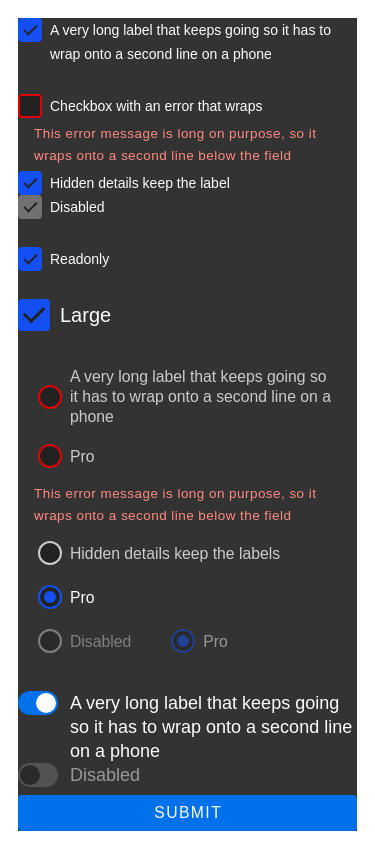 A very long label that keeps going so it has to
wrap onto a second line on a phone
Checkbox with an error that wraps
This error message is long on purpose, so it
wraps onto a second line below the field
Hidden details keep the label
Disabled
Readonly
Large
A very long label that keeps going so
it has to wrap onto a second line on a
phone
Pro
This error message is long on purpose, so it
wraps onto a second line below the field
Hidden details keep the labels
Pro
Disabled Pro
A very long label that keeps going
so it has to wrap onto a second line
on a phone
Disabled
SUBMIT